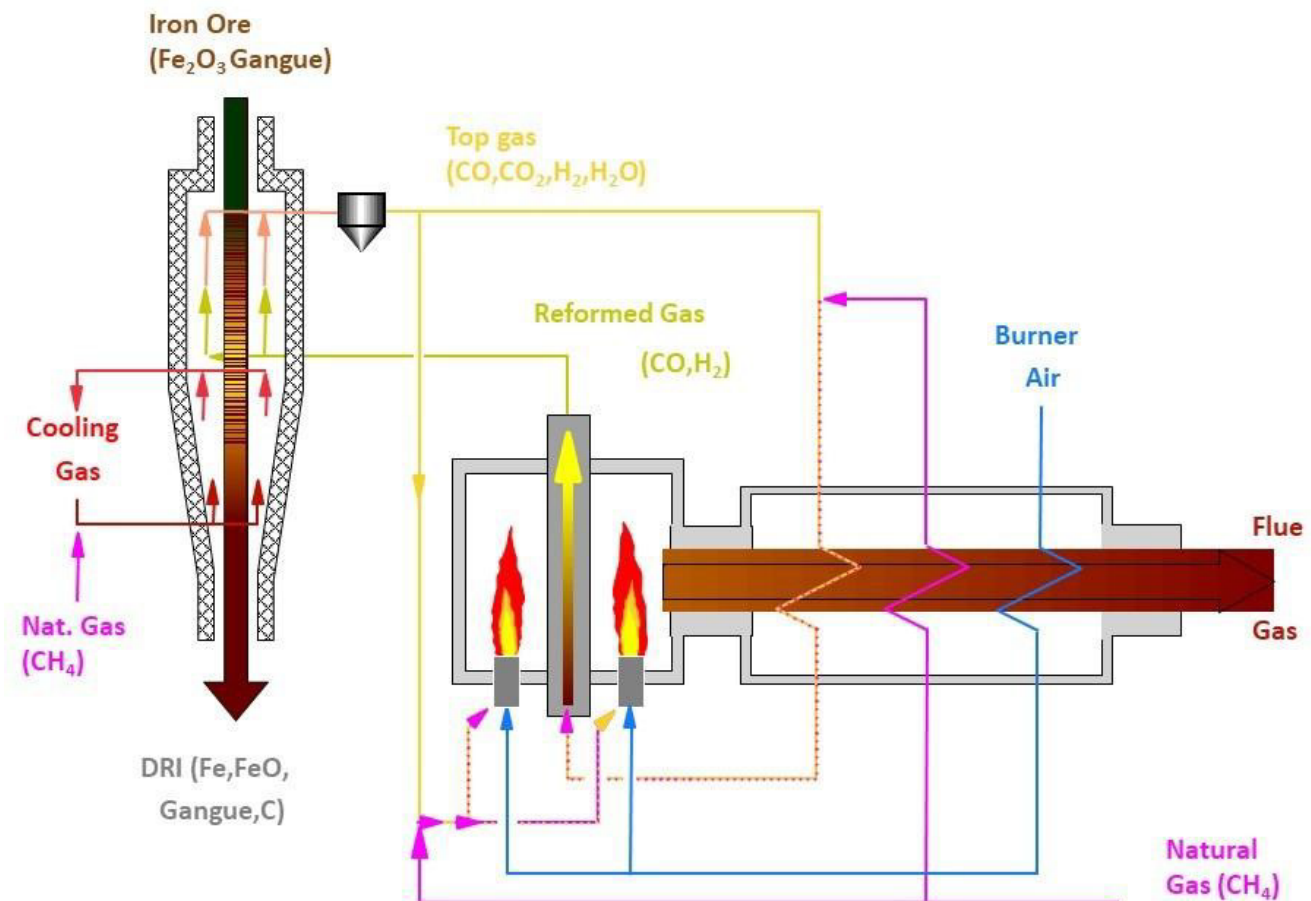 Iron Ore
(Fe₂O₃ Gangue)
Top gas
(CO,CO₂,H₂,H₂O)
Reformed Gas
(CO,H₂)
Burner
Air
Cooling
Gas
Flue
Gas
Nat. Gas
(CH₄)
DRI (Fe,FeO,
Gangue,C)
Natural
Gas (CH₄)